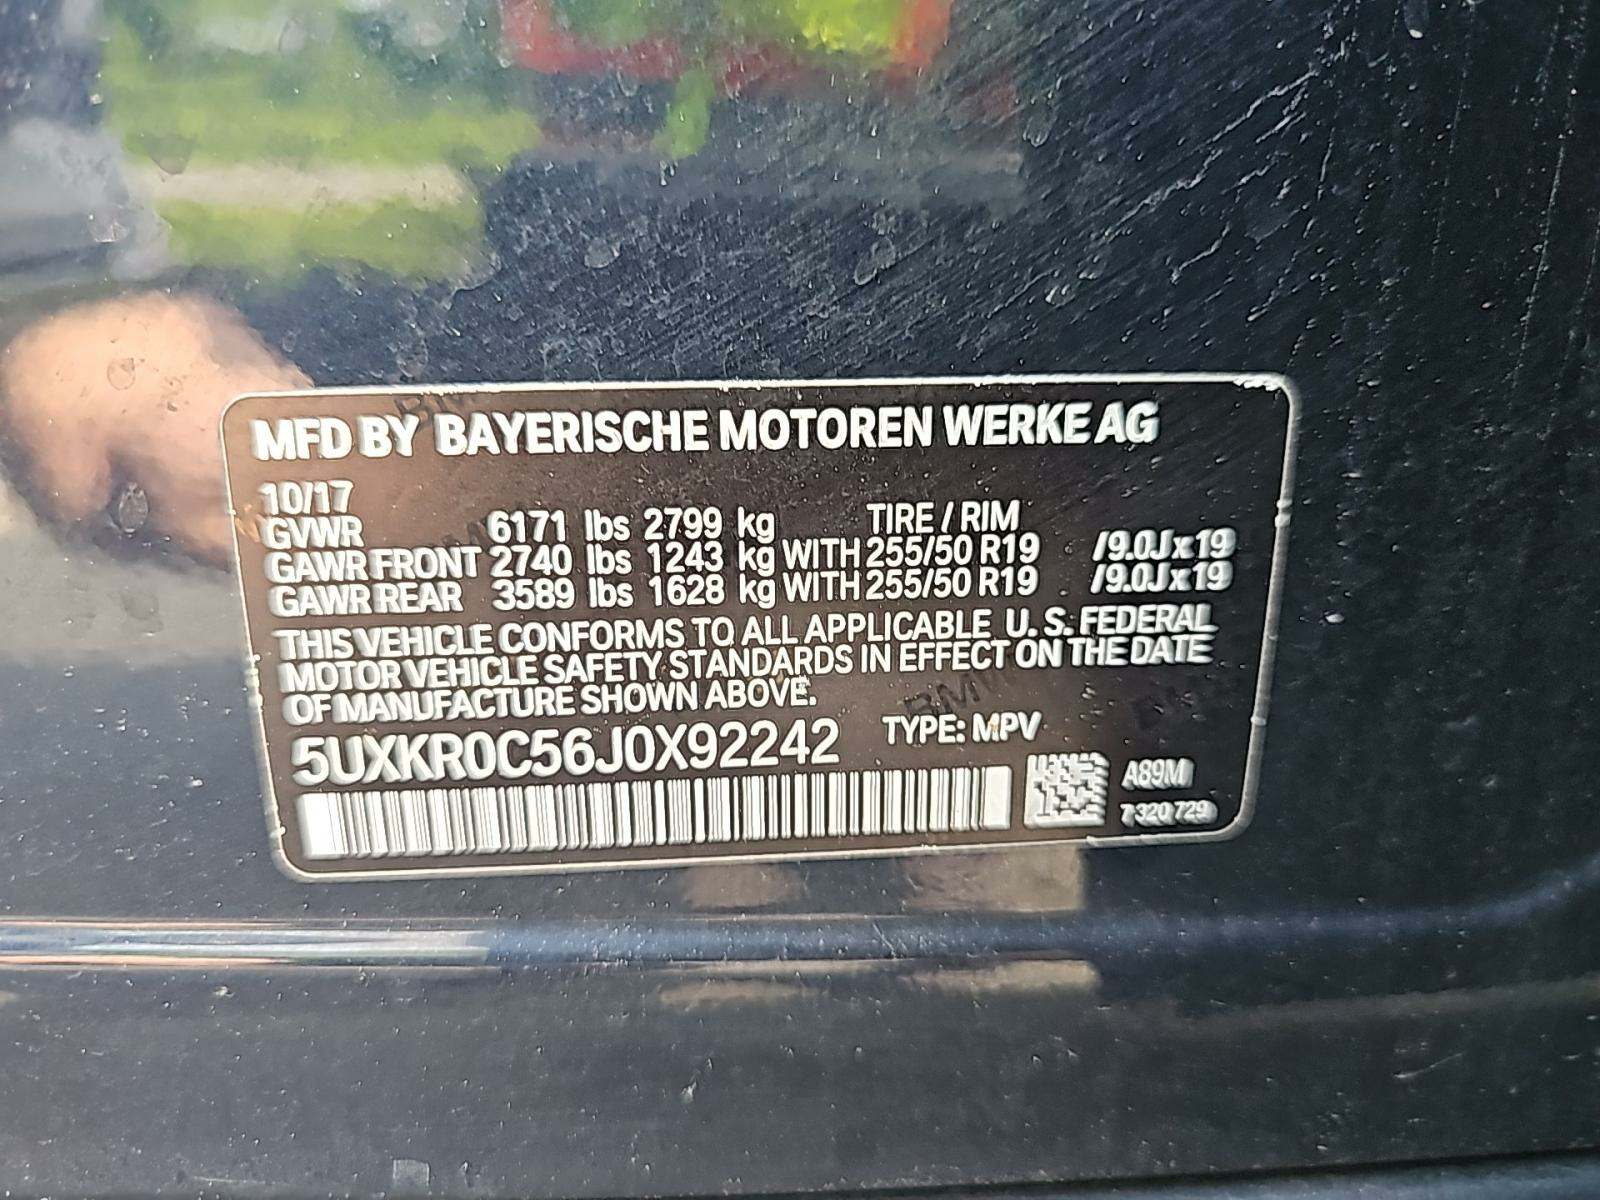 MFD BY BAYERISCHE MOTOREN WERKE AG
10/17
GVWR 6171 lbs 2799 kg TIRE / RIM
GAWR FRONT 2740 lbs 1243 kg WITH 255/50 R19 /9.0J x 19
GAWR REAR 3589 lbs 1628 kg WITH 255/50 R19 /9.0J x 19
THIS VEHICLE CONFORMS TO ALL APPLICABLE U. S. FEDERAL
MOTOR VEHICLE SAFETY STANDARDS IN EFFECT ON THE DATE
OF MANUFACTURE SHOWN ABOVE.
5UXKR0C56J0X92242 TYPE: MPV
A89M
7 320 729